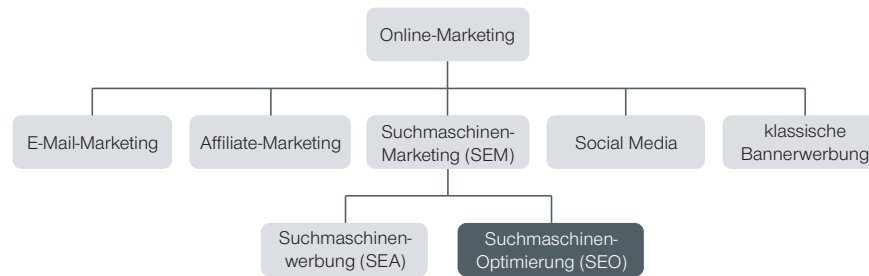 Online-Marketing
E-Mail-Marketing
Affiliate-Marketing
Suchmaschinen-
Marketing (SEM)
Social Media
klassische
Bannerwerbung
Suchmaschinen-
werbung (SEA)
Suchmaschinen-
Optimierung (SEO)